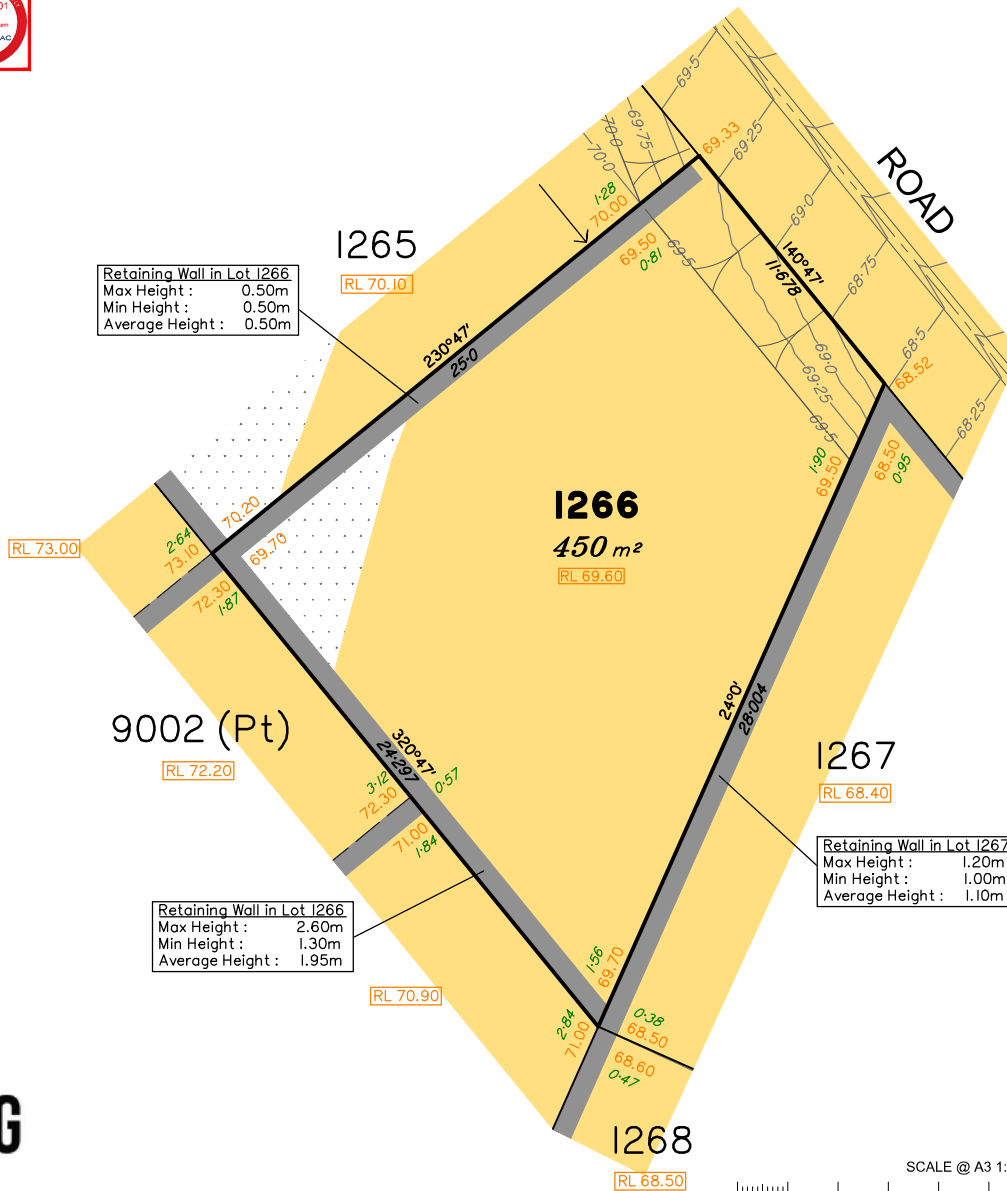 ROAD
69·5
69·25
69·0
68·75
68·5
68·25
70·0
70·0
69·75
69.33
140°47'
11·678
68.52
1·28
70.00
69.50
0·81
69·5
69·0
69·25
69·5
1265
RL 70.10
Retaining Wall in Lot 1266
Max Height : 0.50m
Min Height : 0.50m
Average Height : 0.50m
230°47'
25·0
1·90
69.50
68.50
0·95
1266
450 m²
RL 69.60
70.20
69.70
RL 73.00
2·64
73.10
72.30
1·87
9002 (Pt)
RL 72.20
320°47'
24·297
3·12
72.30
0·57
71.00
1·84
24°0'
28·004
1267
RL 68.40
Retaining Wall in Lot 1267
Max Height : 1.20m
Min Height : 1.00m
Average Height : 1.10m
Retaining Wall in Lot 1266
Max Height : 2.60m
Min Height : 1.30m
Average Height : 1.95m
RL 70.90
1·56
69.70
2·84
71.00
0·38
68.50
68.60
0·47
1268
RL 68.50
G
SCALE @ A3 1: